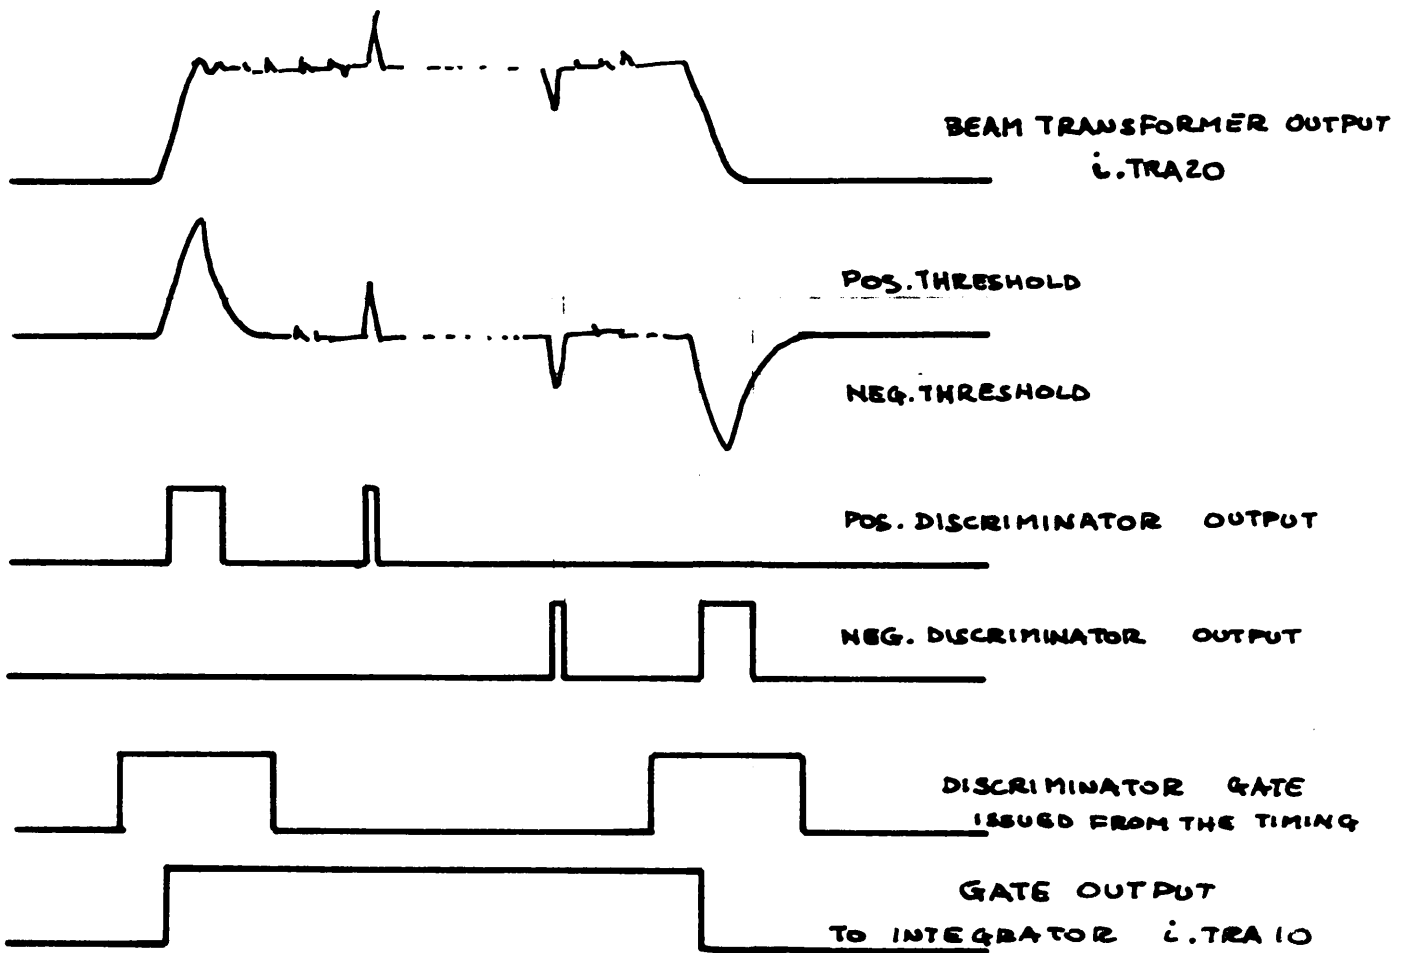 BEAM TRANSFORMER OUTPUT
i.TRA20
POS.THRESHOLD
NEG.THRESHOLD
POS. DISCRIMINATOR OUTPUT
NEG. DISCRIMINATOR OUTPUT
DISCRIMINATOR GATE
ISSUED FROM THE TIMING
GATE OUTPUT
TO INTEGRATOR i.TRA10